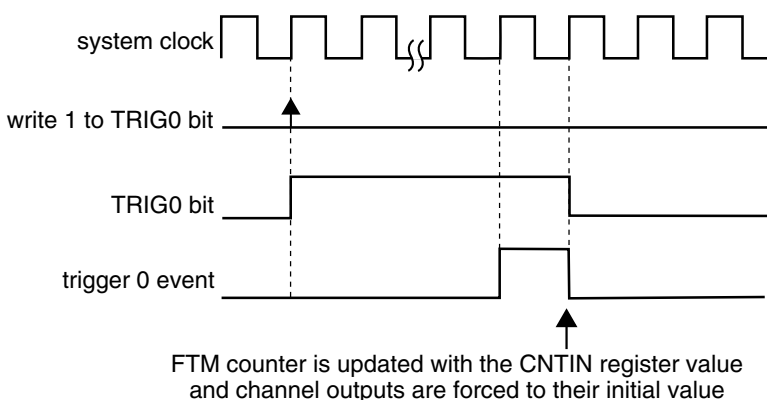 system clock
write 1 to TRIG0 bit
TRIG0 bit
trigger 0 event
FTM counter is updated with the CNTIN register value
and channel outputs are forced to their initial value